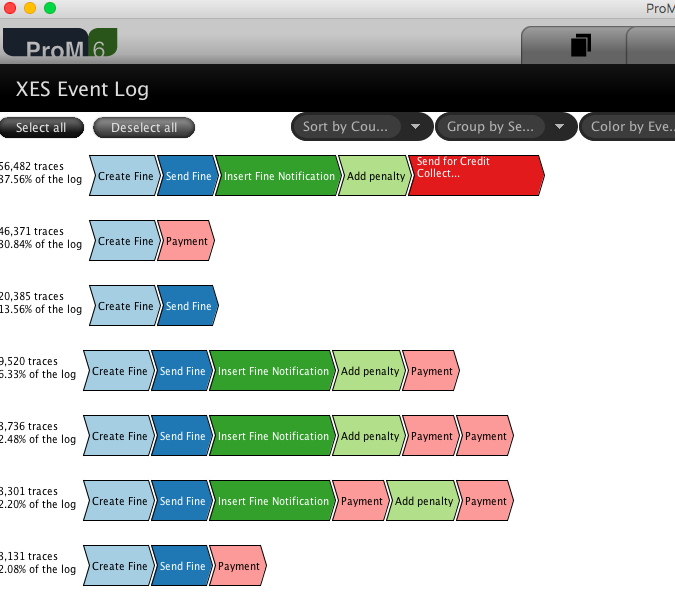 ProM
ProM 6
XES Event Log
Select all
Deselect all
Sort by Cou...
Group by Se...
Color by Eve..
56,482 traces
37.56% of the log
Create Fine
Send Fine
Insert Fine Notification
Add penalty
Send for Credit
Collect...
46,371 traces
30.84% of the log
Create Fine
Payment
20,385 traces
13.56% of the log
Create Fine
Send Fine
9,520 traces
6.33% of the log
Create Fine
Send Fine
Insert Fine Notification
Add penalty
Payment
3,736 traces
2.48% of the log
Create Fine
Send Fine
Insert Fine Notification
Add penalty
Payment
Payment
3,301 traces
2.20% of the log
Create Fine
Send Fine
Insert Fine Notification
Payment
Add penalty
Payment
3,131 traces
2.08% of the log
Create Fine
Send Fine
Payment